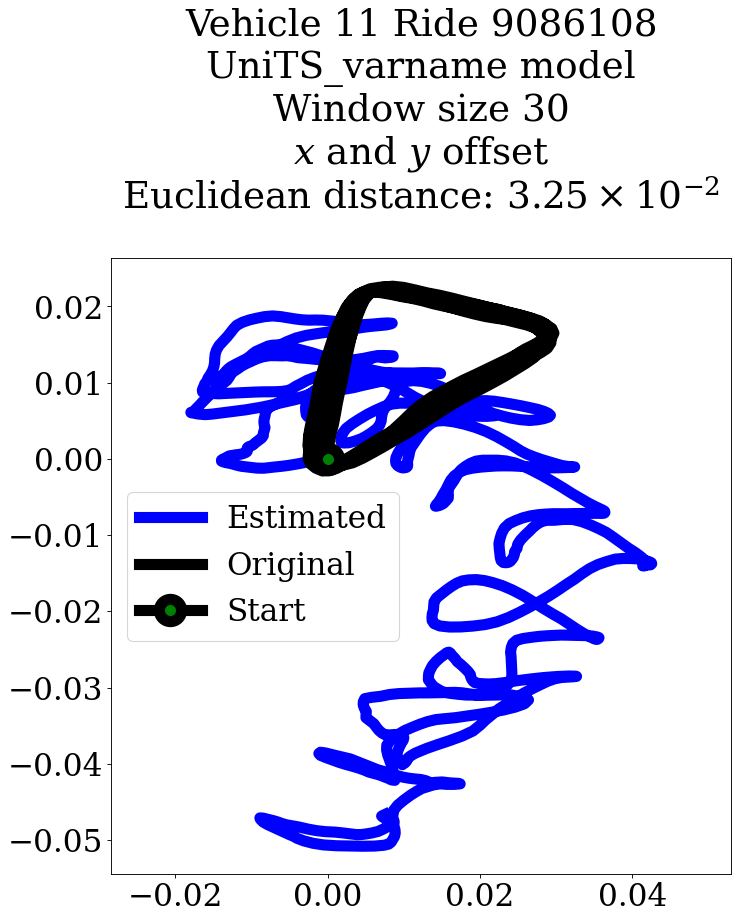 Vehicle 11 Ride 9086108
UniTS_varname model
Window size 30
x and y offset
Euclidean distance: 3.25 × 10⁻²
0.02
0.01
0.00
−0.01
−0.02
−0.03
−0.04
−0.05
Estimated
Original
Start
−0.02 0.00 0.02 0.04